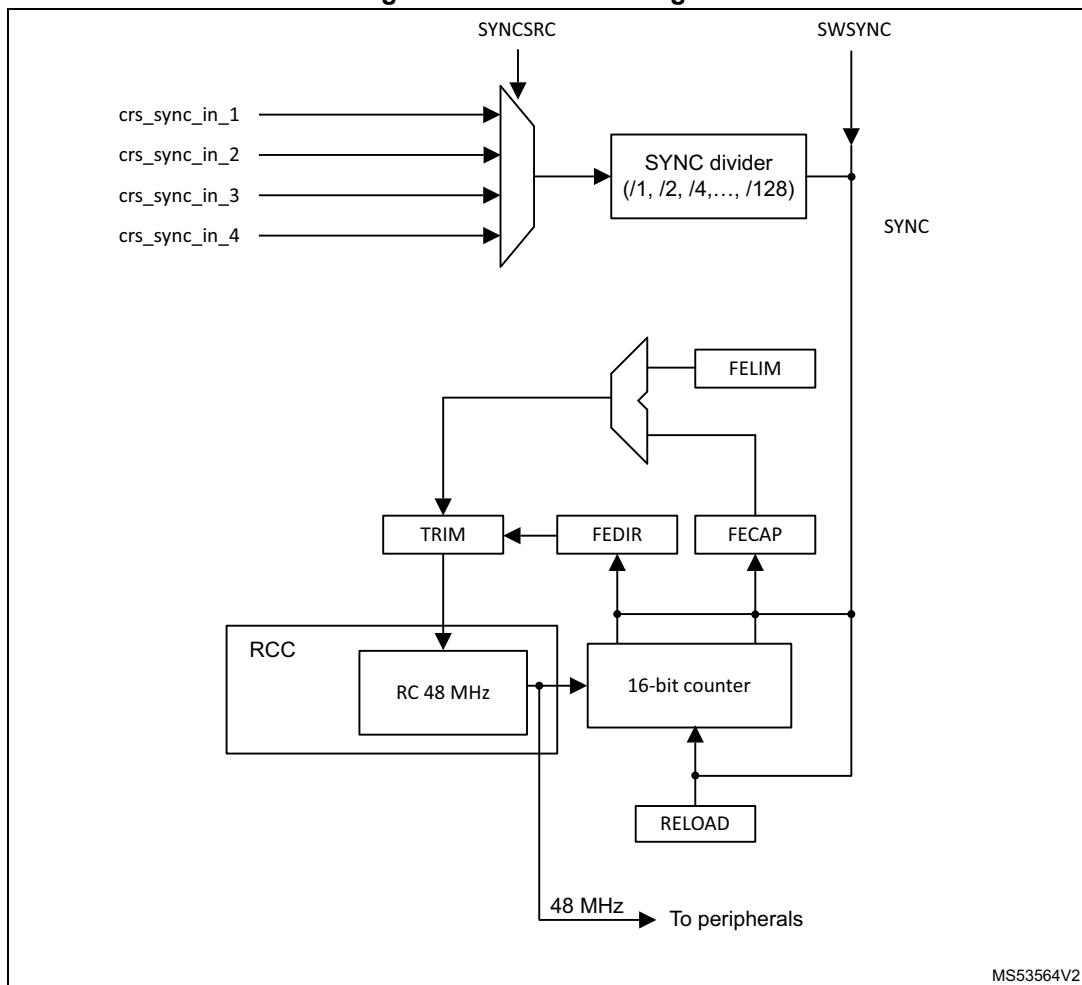 SYNCSRC
SWSYNC
crs_sync_in_1
crs_sync_in_2
crs_sync_in_3
crs_sync_in_4
SYNC divider
(/1, /2, /4,…, /128)
SYNC
FELIM
TRIM
FEDIR
FECAP
RCC
RC 48 MHz
16-bit counter
RELOAD
48 MHz
To peripherals
MS53564V2